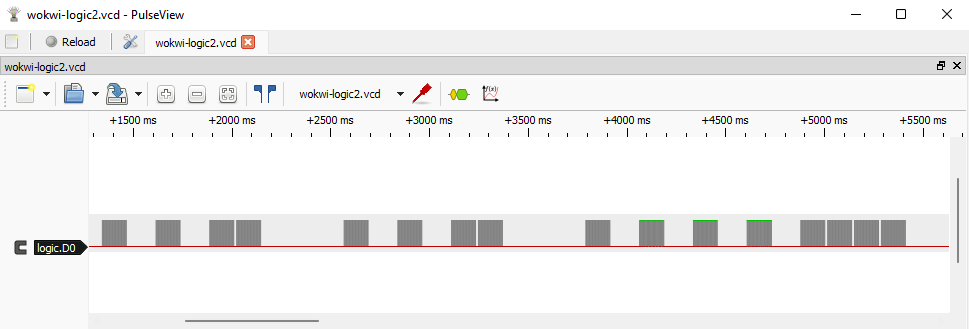 wokwi-logic2.vcd - PulseView
Reload
wokwi-logic2.vcd
wokwi-logic2.vcd
wokwi-logic2.vcd
f(x)
+1500 ms +2000 ms +2500 ms +3000 ms +3500 ms +4000 ms +4500 ms +5000 ms +5500 ms
logic.D0